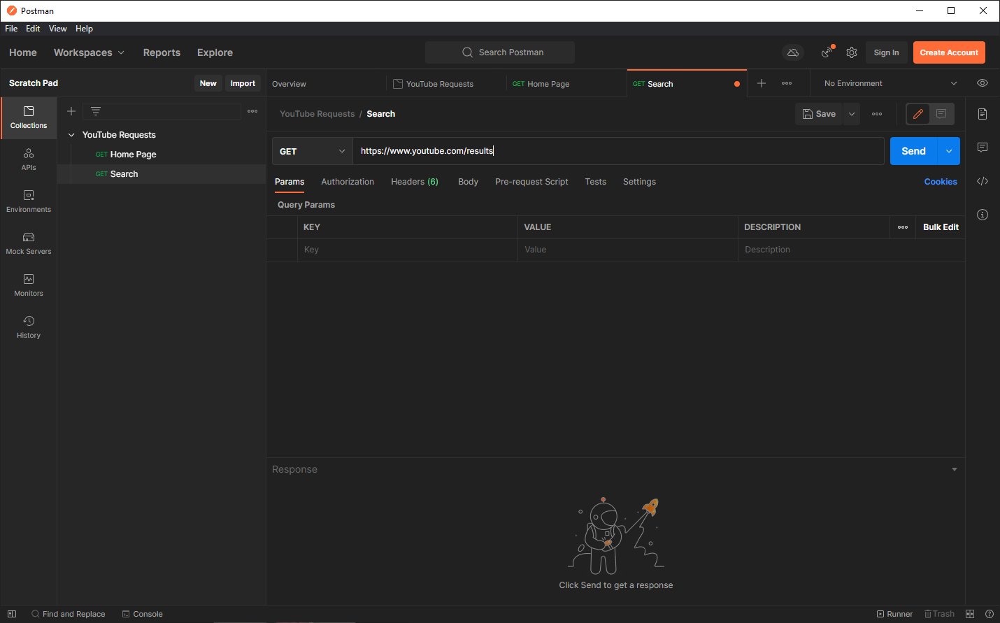 Postman
File Edit View Help
Home Workspaces Reports Explore Search Postman Sign In Create Account
Scratch Pad New Import Overview YouTube Requests GET Home Page GET Search No Environment
Collections
APIs
Environments
Mock Servers
Monitors
History
YouTube Requests
GET Home Page
GET Search
YouTube Requests / Search Save
GET https://www.youtube.com/results Send
Params Authorization Headers (6) Body Pre-request Script Tests Settings Cookies
Query Params
KEY VALUE DESCRIPTION Bulk Edit
Key Value Description
Response
Click Send to get a response
Find and Replace Console Runner Trash